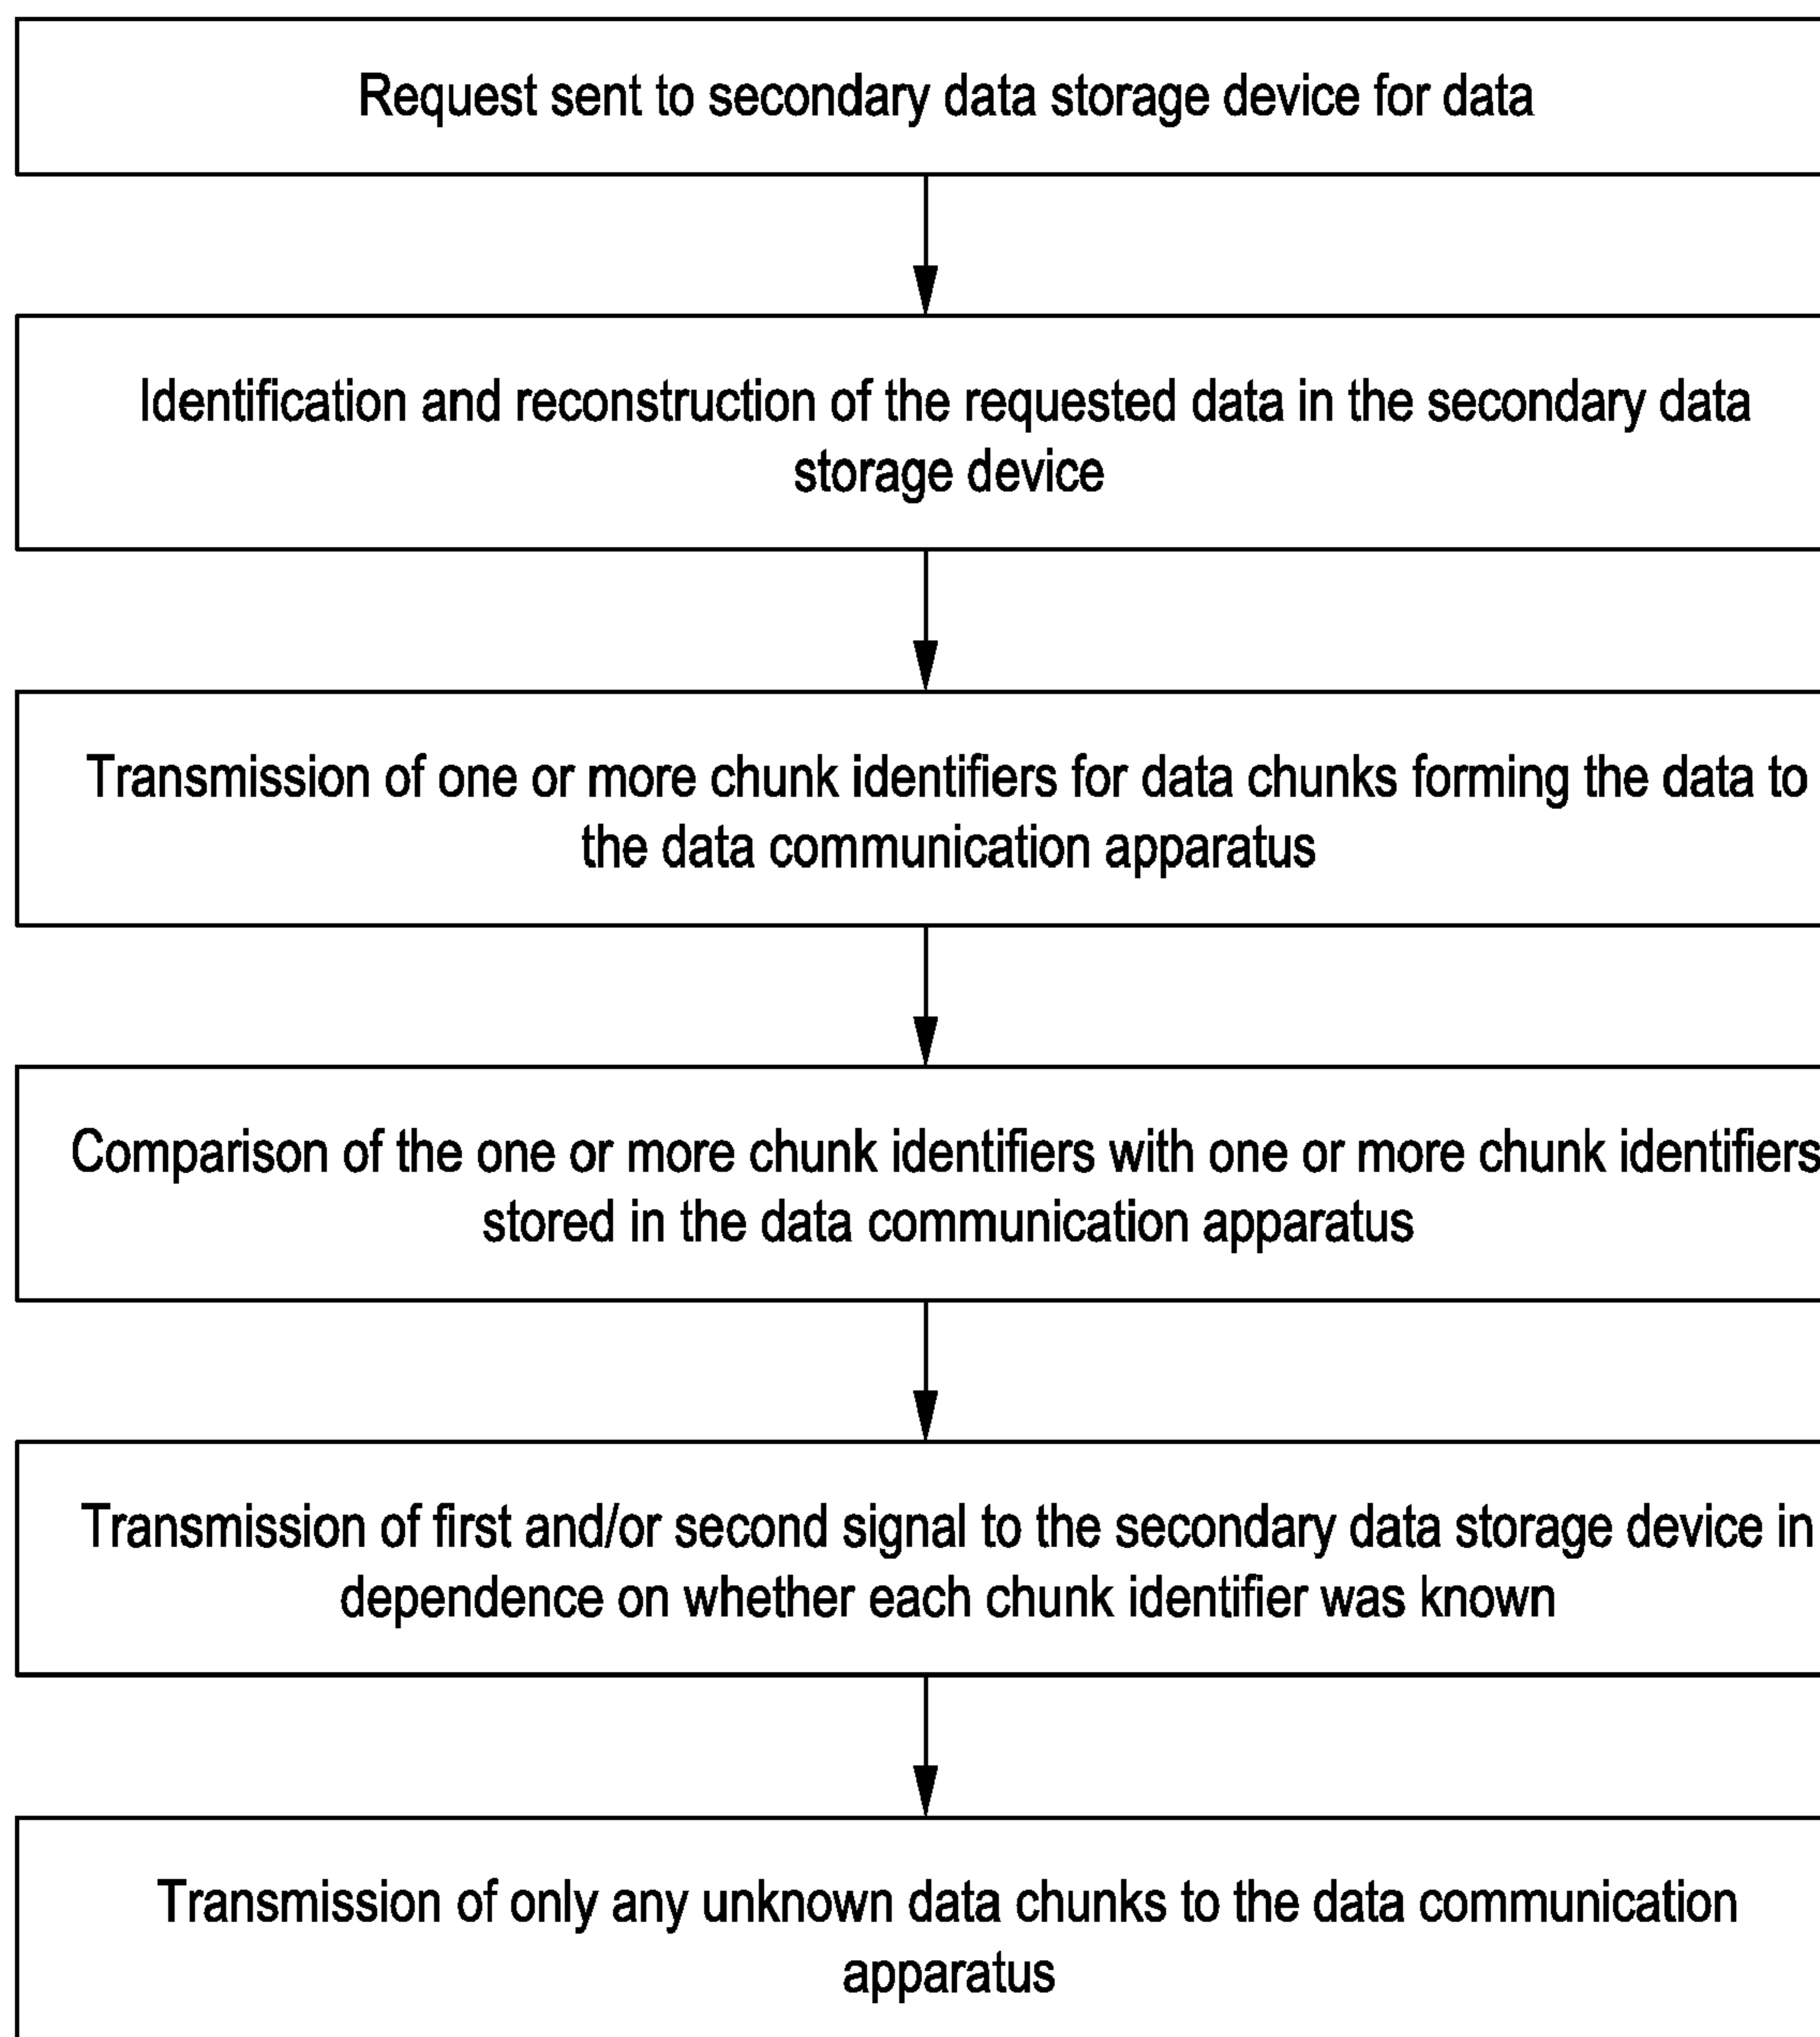 Request sent to secondary data storage device for data
Identification and reconstruction of the requested data in the secondary data
storage device
Transmission of one or more chunk identifiers for data chunks forming the data to
the data communication apparatus
Comparison of the one or more chunk identifiers with one or more chunk identifiers
stored in the data communication apparatus
Transmission of first and/or second signal to the secondary data storage device in
dependence on whether each chunk identifier was known
Transmission of only any unknown data chunks to the data communication
apparatus